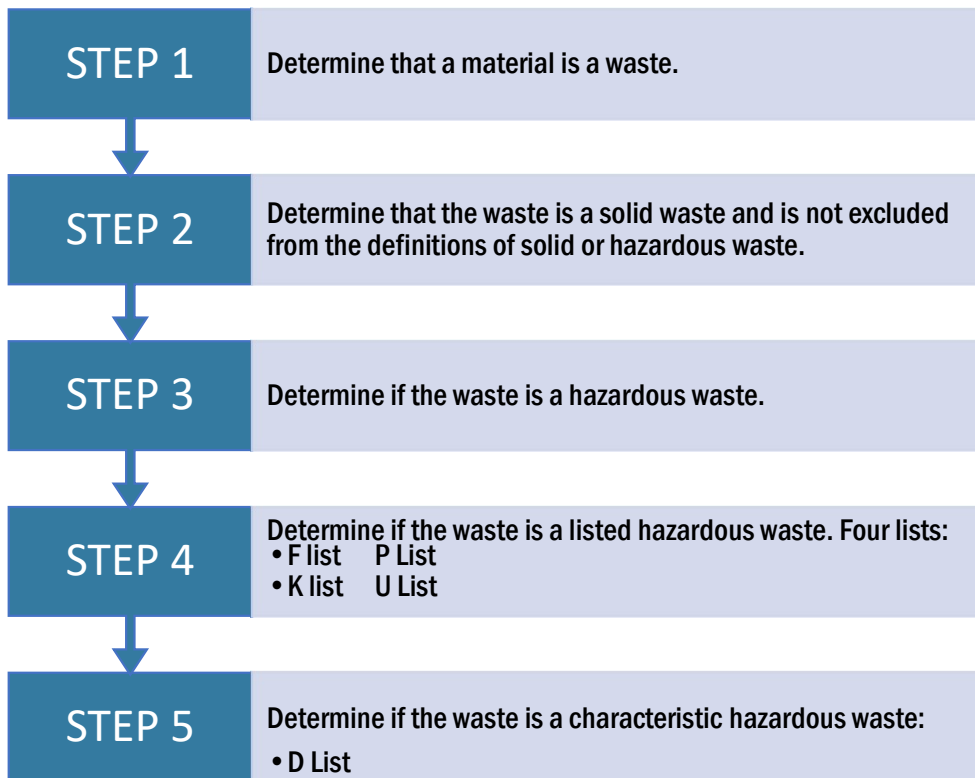 STEP 1
Determine that a material is a waste.
STEP 2
Determine that the waste is a solid waste and is not excluded
from the definitions of solid or hazardous waste.
STEP 3
Determine if the waste is a hazardous waste.
STEP 4
Determine if the waste is a listed hazardous waste. Four lists:
• F list P List
• K list U List
STEP 5
Determine if the waste is a characteristic hazardous waste:
• D List